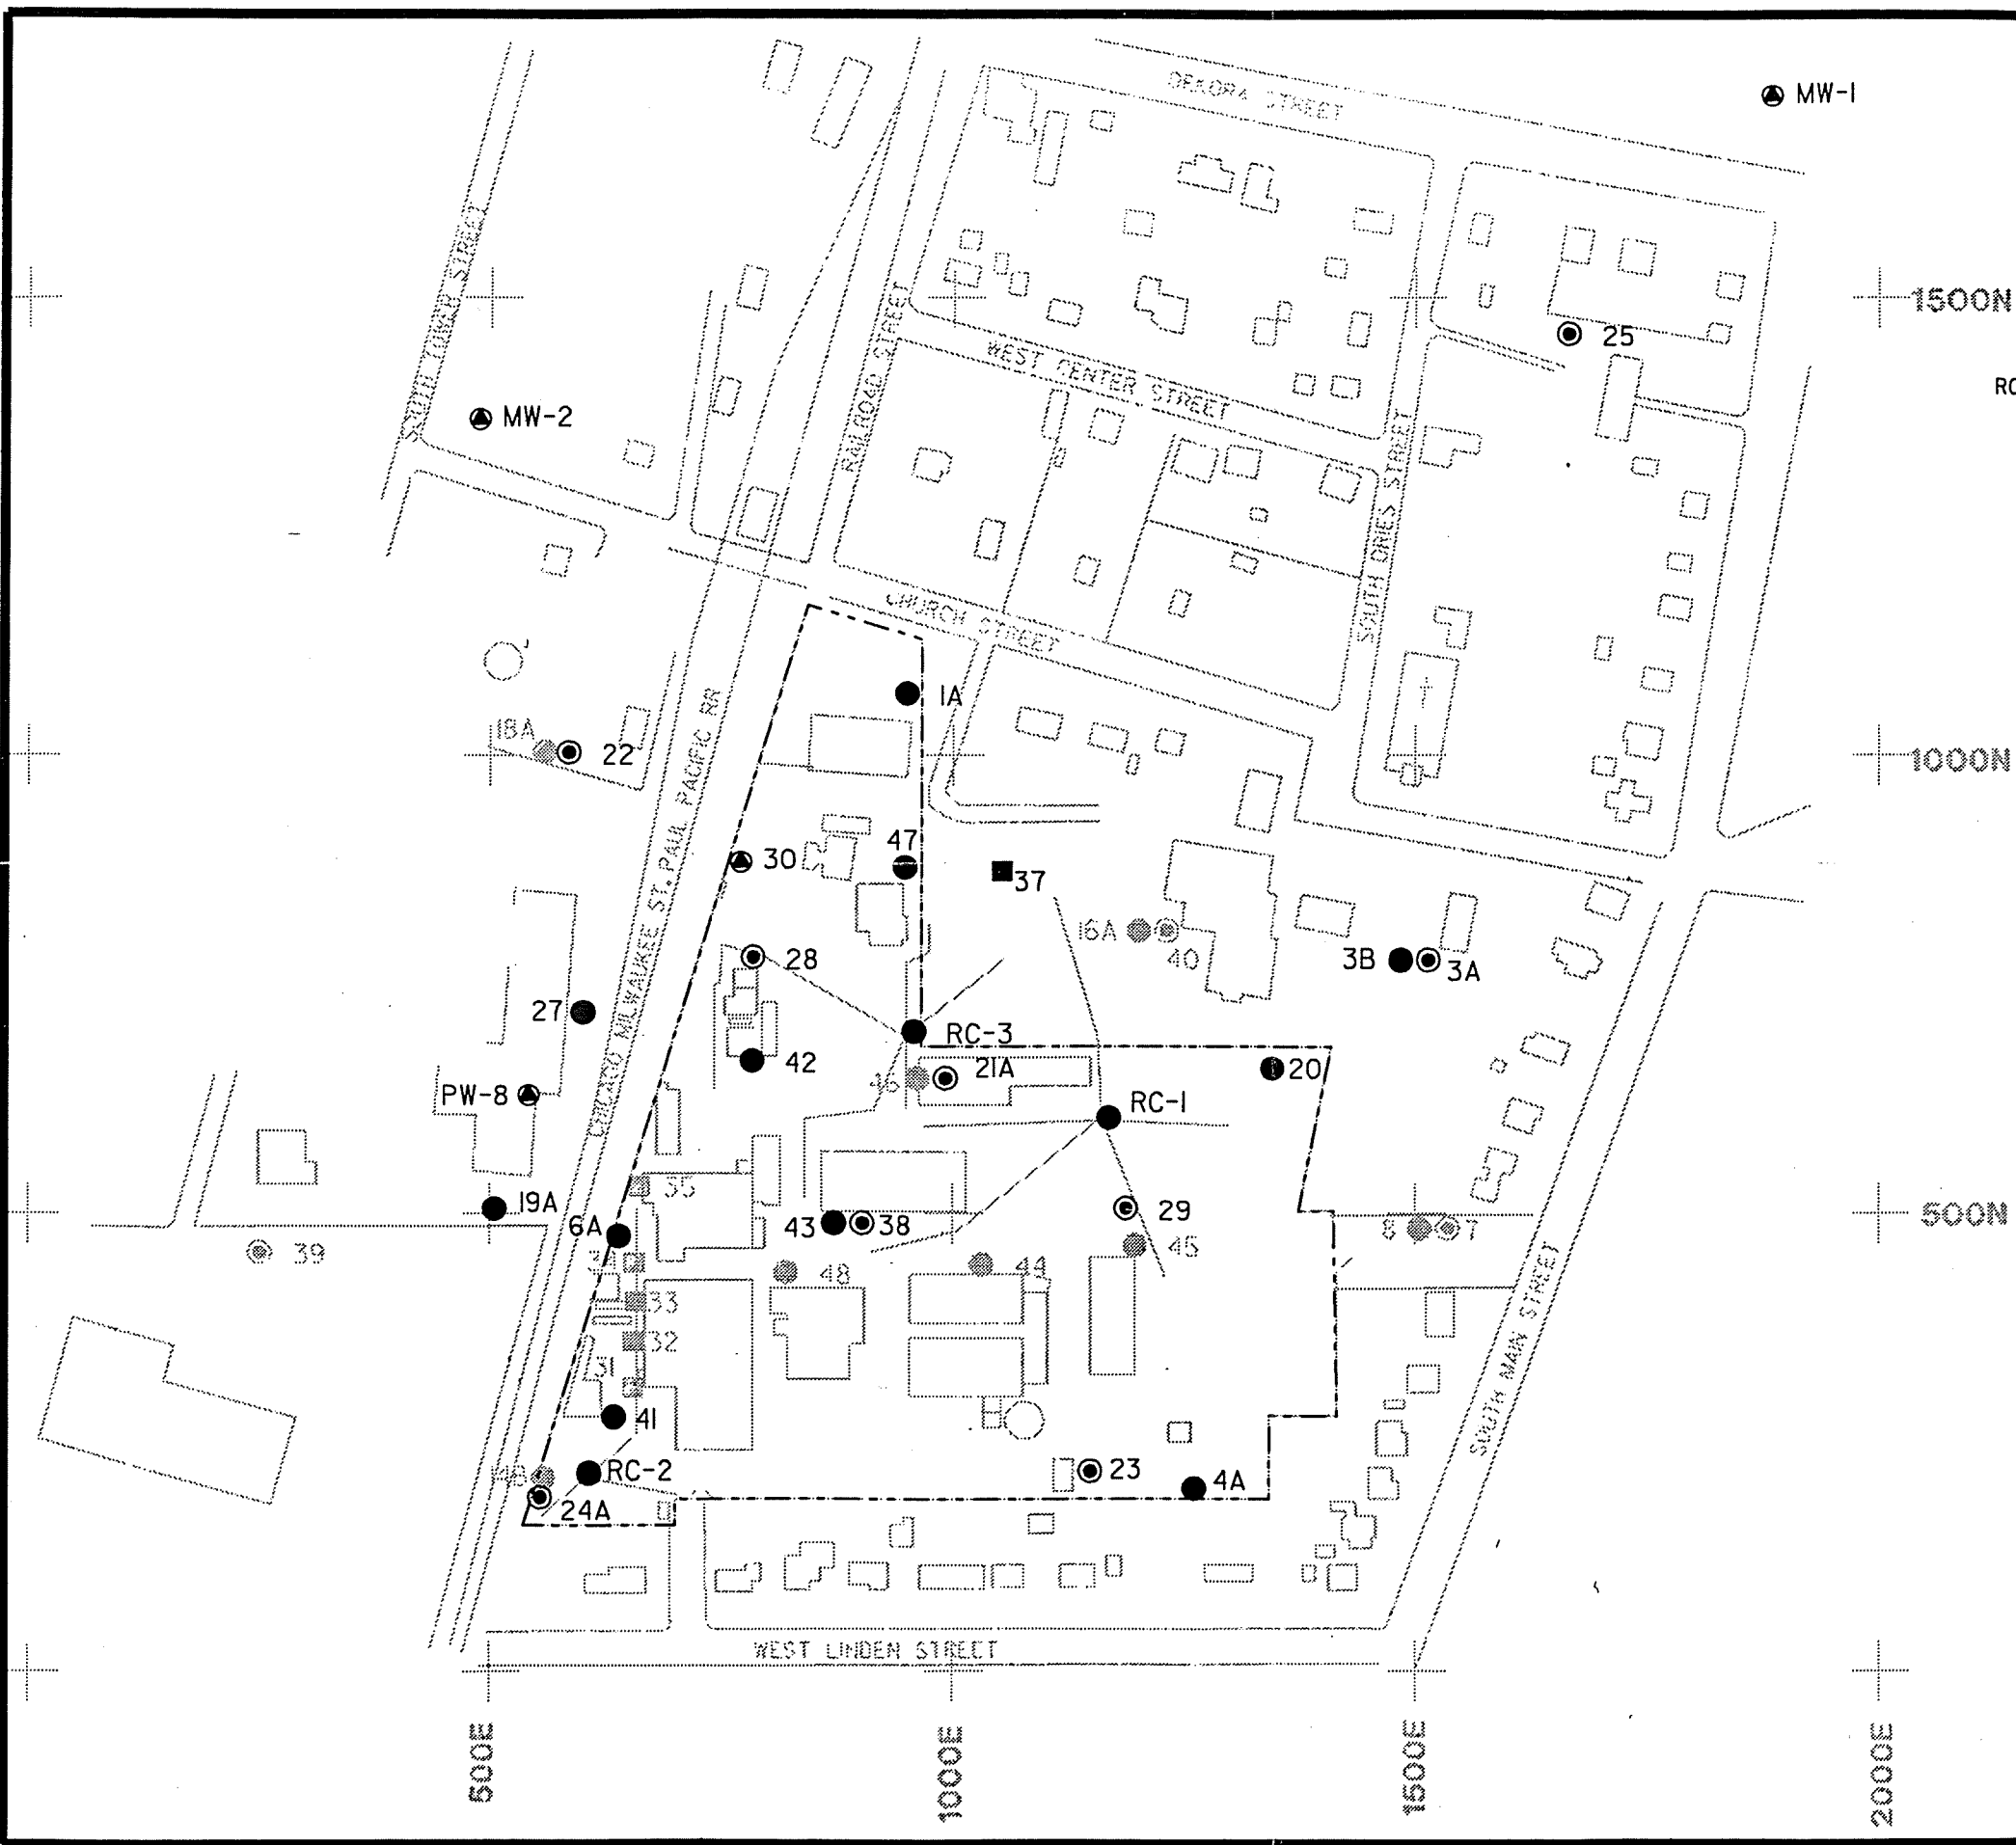 DEKORA STREET
MW-1
SOUTH TOWER STREET
1500N
RAILROAD STREET
25
WEST CENTER STREET
RC
MW-2
SOUTH DRIES STREET
CHURCH STREET
1A
18A
22
1000N
CHICAGO MILWAUKEE ST. PAUL PACIFIC RR
47
30
37
16A
40
28
3B
3A
27
RC-3
42
21A
46
20
PW-8
RC-1
35
19A
6A
43
38
29
500N
8
7
39
34
48
44
45
33
32
31
SOUTH MAIN STREET
41
RC-2
23
4A
24A
WEST LINDEN STREET
500E
1000E
1500E
2000E